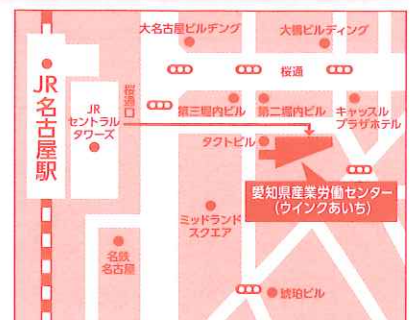 大名古屋ビルヂング
大鵬ビルディング
桜通
JR名古屋駅
JR
セントラル
タワーズ
桜通口
第三堀内ビル
第二堀内ビル
キャッスル
プラザホテル
タクトビル
愛知県産業労働センター
(ウインクあいち)
ミッドランド
スクエア
名鉄
名古屋
琥珀ビル